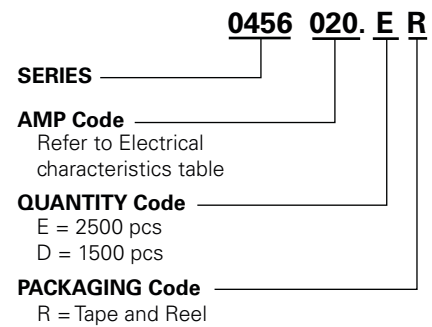 0456 020. E R
SERIES
AMP Code
Refer to Electrical
characteristics table
QUANTITY Code
E = 2500 pcs
D = 1500 pcs
PACKAGING Code
R = Tape and Reel